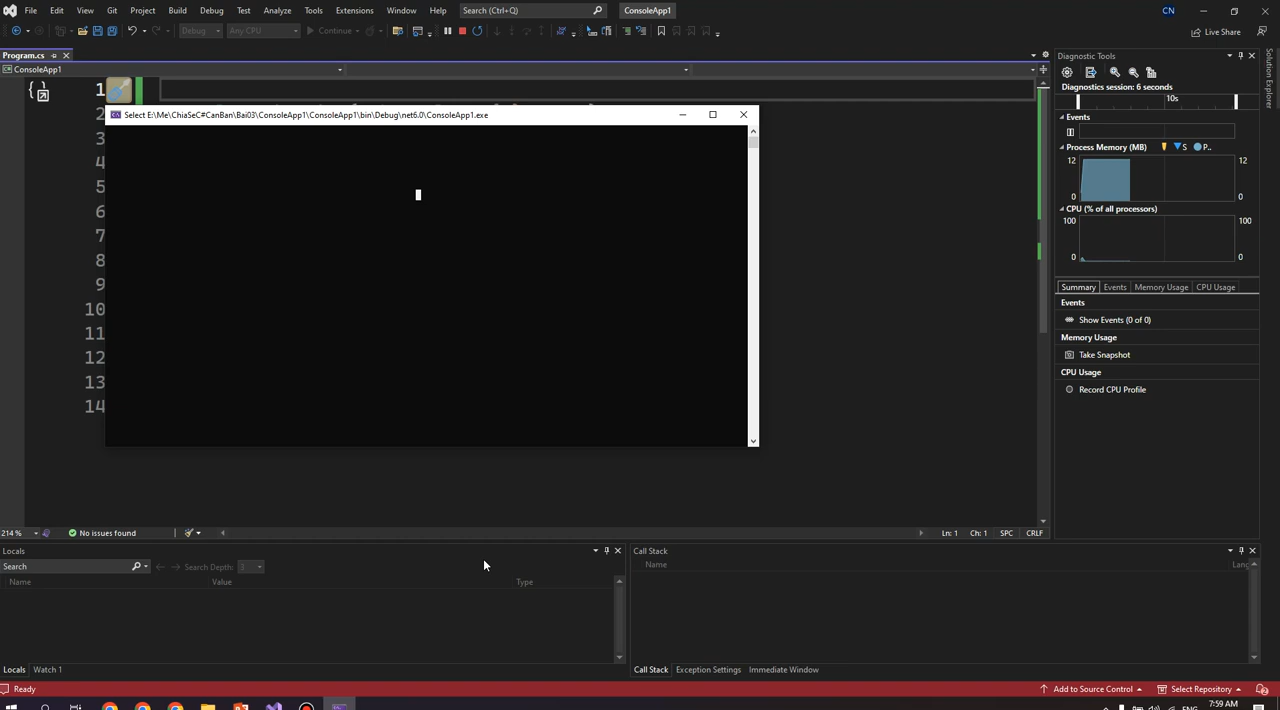 File Edit View Git Project Build Debug Test Analyze Tools Extensions Window Help Search (Ctrl+Q) ConsoleApp1 CN
Debug Any CPU Continue Live Share
Program.cs
ConsoleApp1
1
2
3
4
5
6
7
8
9
10
11
12
13
14
Select E:\Me\ChiaSeC#CanBan\Bai03\ConsoleApp1\ConsoleApp1\bin\Debug\net6.0\ConsoleApp1.exe
Diagnostic Tools
Diagnostics session: 6 seconds
10s
Events
Process Memory (MB) S P..
12 12
0 0
CPU (% of all processors)
100 100
0 0
Summary Events Memory Usage CPU Usage
Events
Show Events (0 of 0)
Memory Usage
Take Snapshot
CPU Usage
Record CPU Profile
Solution Explorer
214 % No issues found Ln: 1 Ch: 1 SPC CRLF
Locals
Search Search Depth: 3
Name Value Type
Locals Watch 1
Call Stack
Name Lang
Call Stack Exception Settings Immediate Window
Ready Add to Source Control Select Repository
7:59 AM
ENG